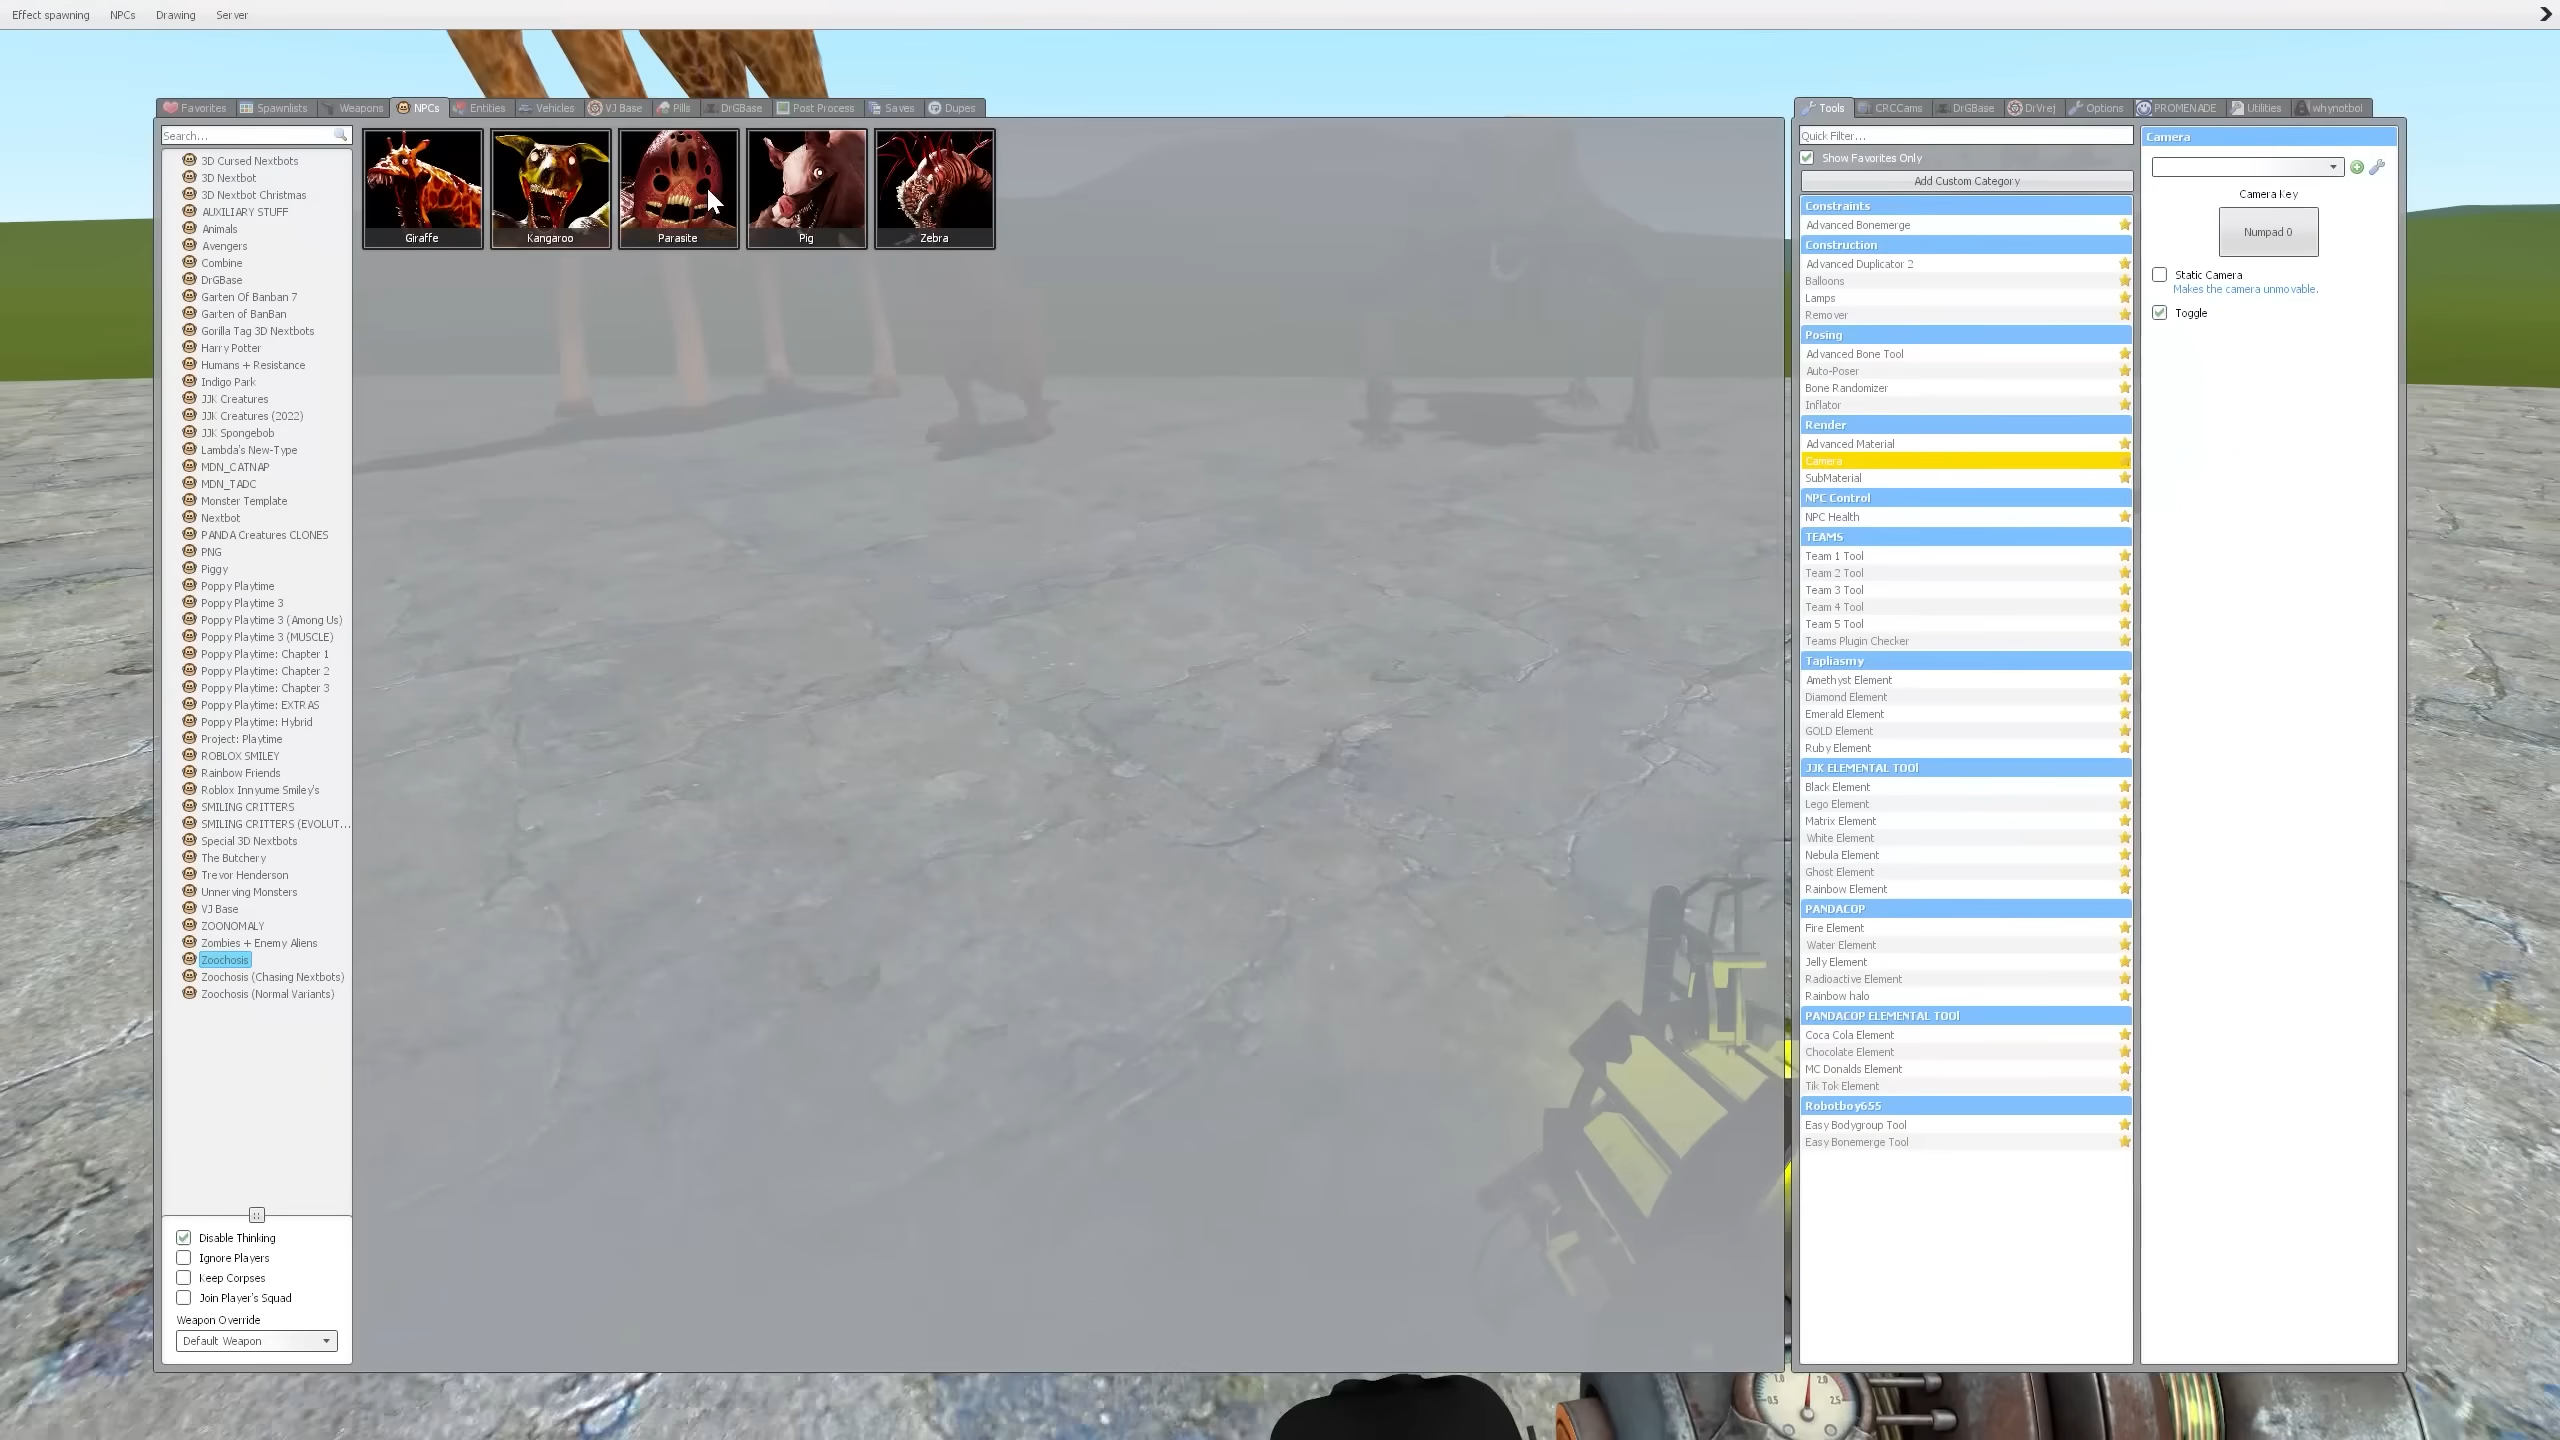 Effect spawning NPCs Drawing Server
Favorites Spawnlists Weapons NPCs Entities Vehicles VJ Base Pills DrGBase Post Process Saves Dupes
Search...
3D Cursed Nextbots
3D Nextbot
3D Nextbot Christmas
AUXILIARY STUFF
Animals
Avengers
Combine
DrGBase
Garten Of Banban 7
Garten of BanBan
Gorilla Tag 3D Nextbots
Harry Potter
Humans + Resistance
Indigo Park
JJK Creatures
JJK Creatures (2022)
JJK Spongebob
Lambda's New-Type
MDN_CATNAP
MDN_TADC
Monster Template
Nextbot
PANDA Creatures CLONES
PNG
Piggy
Poppy Playtime
Poppy Playtime 3
Poppy Playtime 3 (Among Us)
Poppy Playtime 3 (MUSCLE)
Poppy Playtime: Chapter 1
Poppy Playtime: Chapter 2
Poppy Playtime: Chapter 3
Poppy Playtime: EXTRAS
Poppy Playtime: Hybrid
Project: Playtime
ROBLOX SMILEY
Rainbow Friends
Roblox Innyume Smiley's
SMILING CRITTERS
SMILING CRITTERS (EVOLUT...
Special 3D Nextbots
The Butchery
Trevor Henderson
Unnerving Monsters
VJ Base
ZOONOMALY
Zombies + Enemy Aliens
Zoochosis
Zoochosis (Chasing Nextbots)
Zoochosis (Normal Variants)
Disable Thinking
Ignore Players
Keep Corpses
Join Player's Squad
Weapon Override
Default Weapon
Giraffe Kangaroo Parasite Pig Zebra
Tools CRCCams DrGBase DrVrej Options PROMENADE Utilities whynotboi
Quick Filter...
Show Favorites Only
Add Custom Category
Constraints
Advanced Bonemerge
Construction
Advanced Duplicator 2
Balloons
Lamps
Remover
Posing
Advanced Bone Tool
Auto-Poser
Bone Randomizer
Inflator
Render
Advanced Material
Camera
SubMaterial
NPC Control
NPC Health
TEAMS
Team 1 Tool
Team 2 Tool
Team 3 Tool
Team 4 Tool
Team 5 Tool
Teams Plugin Checker
Tapliasmy
Amethyst Element
Diamond Element
Emerald Element
GOLD Element
Ruby Element
JJK ELEMENTAL TOOl
Black Element
Lego Element
Matrix Element
White Element
Nebula Element
Ghost Element
Rainbow Element
PANDACOP
Fire Element
Water Element
Jelly Element
Radioactive Element
Rainbow halo
PANDACOP ELEMENTAL TOOl
Coca Cola Element
Chocolate Element
MC Donalds Element
Tik Tok Element
Robotboy655
Easy Bodygroup Tool
Easy Bonemerge Tool
Camera
Camera Key
Numpad 0
Static Camera
Makes the camera unmovable.
Toggle
1.0 2.0
0.5 2.5